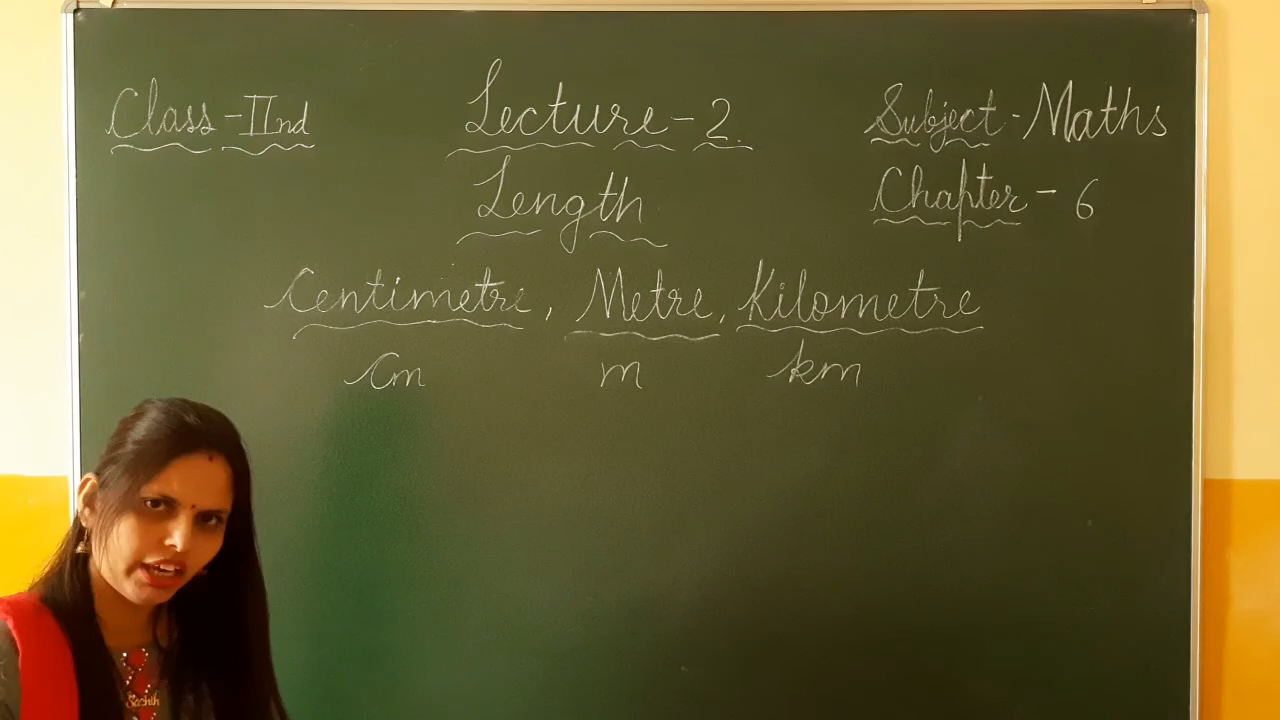 Class - IInd Lecture - 2. Subject - Maths
Length Chapter - 6
Centimetre, Metre, Kilometre
cm m km